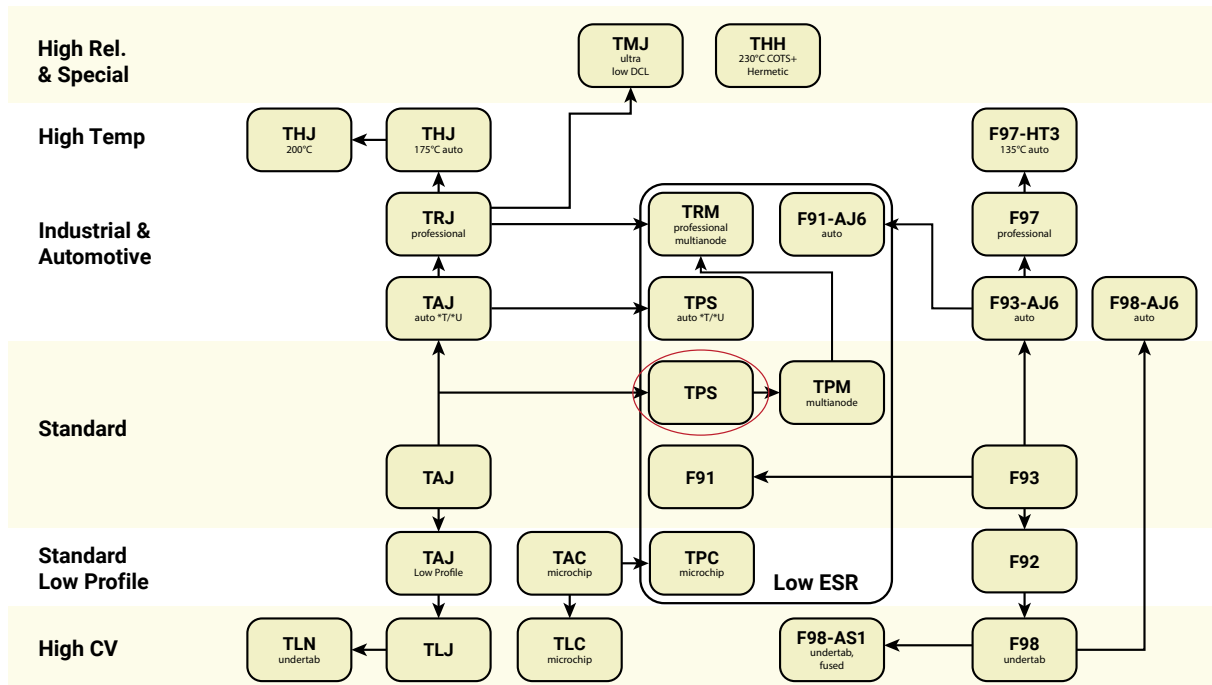 High Rel.
& Special
TMJ
ultra
low DCL
THH
230°C COTS+
Hermetic
High Temp
THJ
200°C
THJ
175°C auto
F97-HT3
135°C auto
Industrial &
Automotive
TRJ
professional
TRM
professional
multianode
F91-AJ6
auto
F97
professional
TAJ
auto *T/*U
TPS
auto *T/*U
F93-AJ6
auto
F98-AJ6
auto
Standard
TPS
TPM
multianode
TAJ
F91
F93
Standard
Low Profile
TAJ
Low Profile
TAC
microchip
TPC
microchip
Low ESR
F92
High CV
TLN
undertab
TLJ
TLC
microchip
F98-AS1
undertab,
fused
F98
undertab